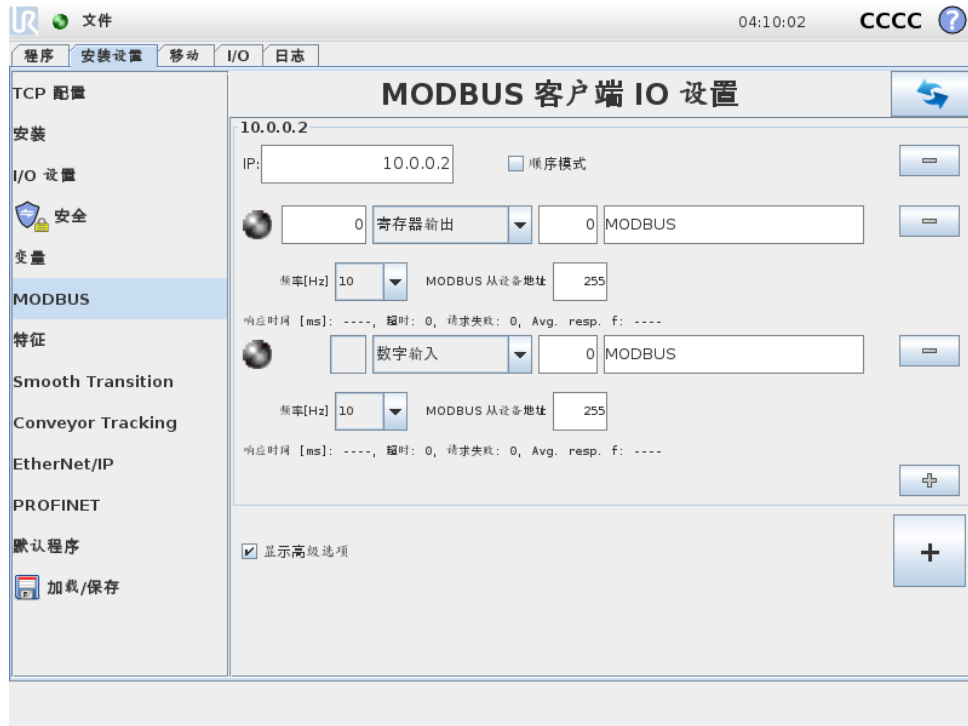 UR 文件 04:10:02 CCCC ?
程序 安装设置 移动 I/O 日志
TCP 配置
安装
I/O 设置
安全
变量
MODBUS
特征
Smooth Transition
Conveyor Tracking
EtherNet/IP
PROFINET
默认程序
加载/保存
MODBUS 客户端 IO 设置
10.0.0.2
IP: 10.0.0.2 顺序模式
0 寄存器输出 0 MODBUS
频率[Hz] 10 MODBUS 从设备地址 255
响应时间 [ms]: ----, 超时: 0, 请求失败: 0, Avg. resp. f: ----
数字输入 0 MODBUS
频率[Hz] 10 MODBUS 从设备地址 255
响应时间 [ms]: ----, 超时: 0, 请求失败: 0, Avg. resp. f: ----
显示高级选项